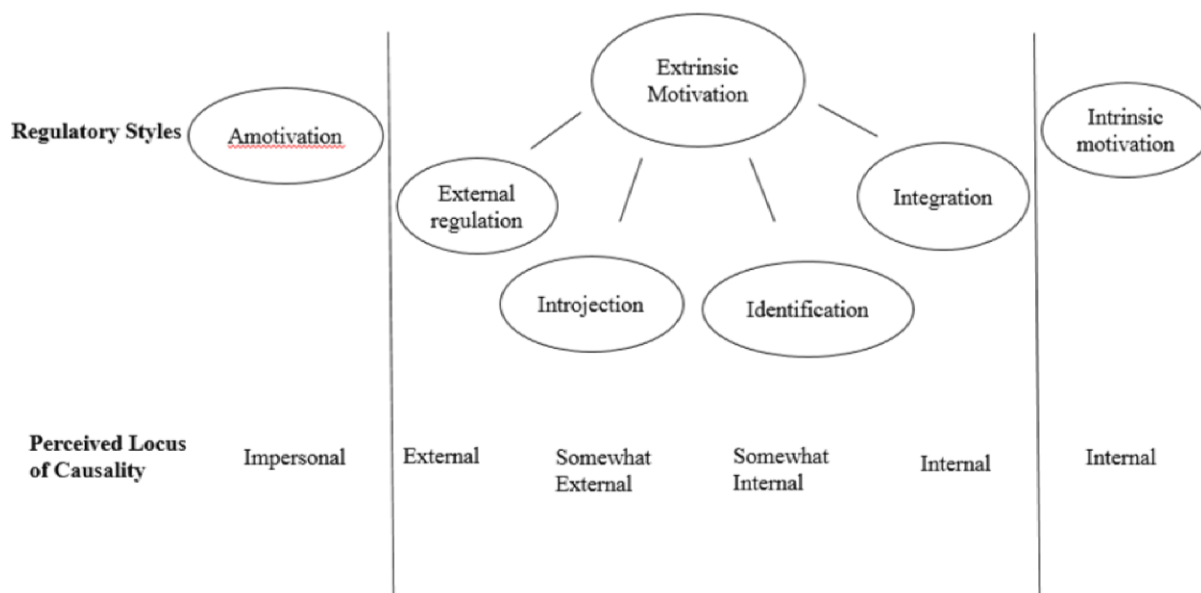 Regulatory Styles
Amotivation
Extrinsic
Motivation
Intrinsic
motivation
External
regulation
Integration
Introjection
Identification
Perceived Locus
of Causality
Impersonal
External
Somewhat
External
Somewhat
Internal
Internal
Internal